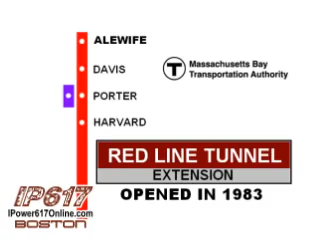 ALEWIFE
DAVIS
PORTER
HARVARD
T Massachusetts Bay
Transportation Authority
RED LINE TUNNEL
EXTENSION
OPENED IN 1983
IP617
IPower617Online.com
BOSTON